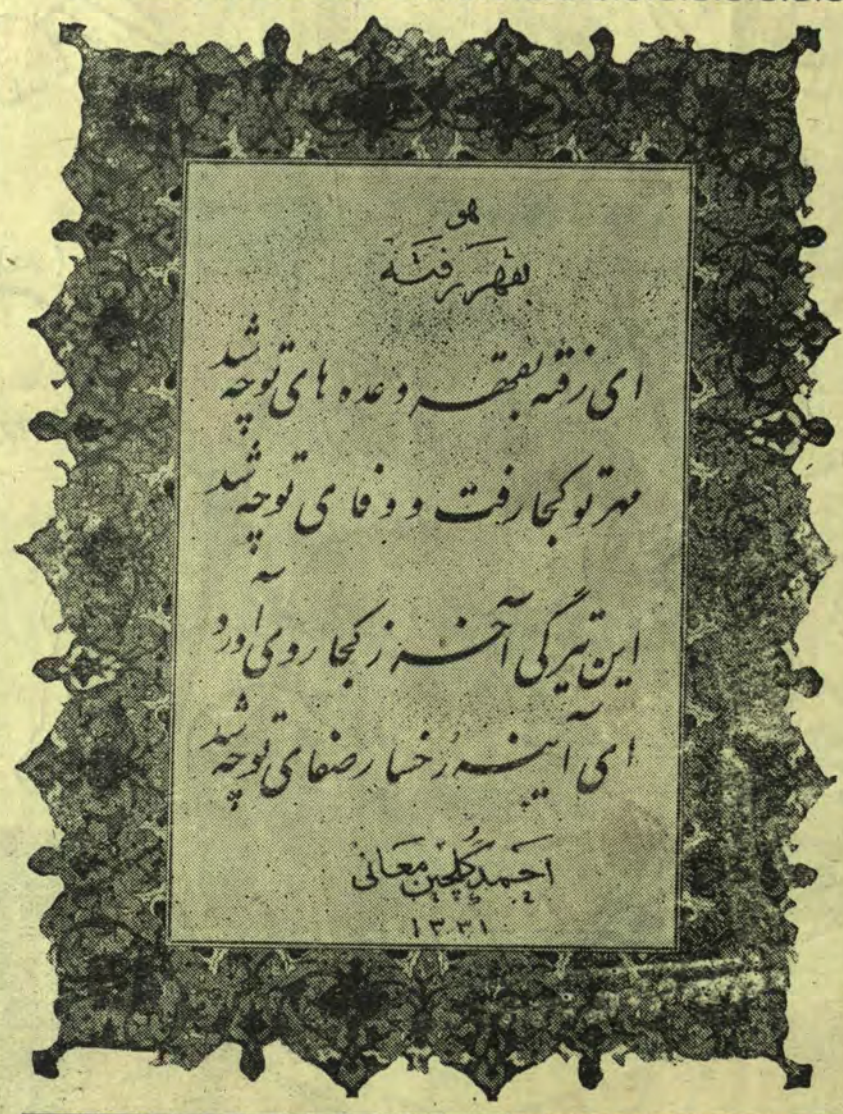 هو
بقهر رفته
ای رفته بقهر وعده های تو چه شد
مهر تو کجا رفت و وفای تو چه شد
این تیرگی آخر ز کجا روی آورد
ای آینه رخسار صفای تو چه شد
احمد گلچین معانی
۱۳۳۱